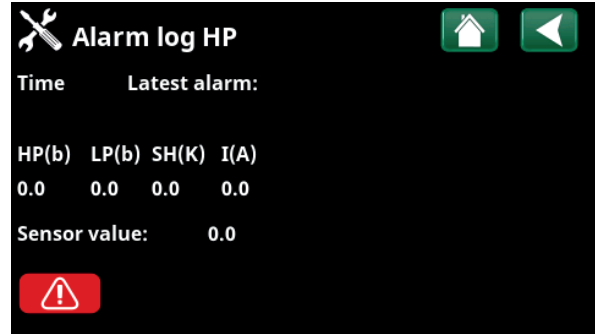 Alarm log HP
Time Latest alarm:
HP(b) LP(b) SH(K) I(A)
0.0 0.0 0.0 0.0
Sensor value: 0.0